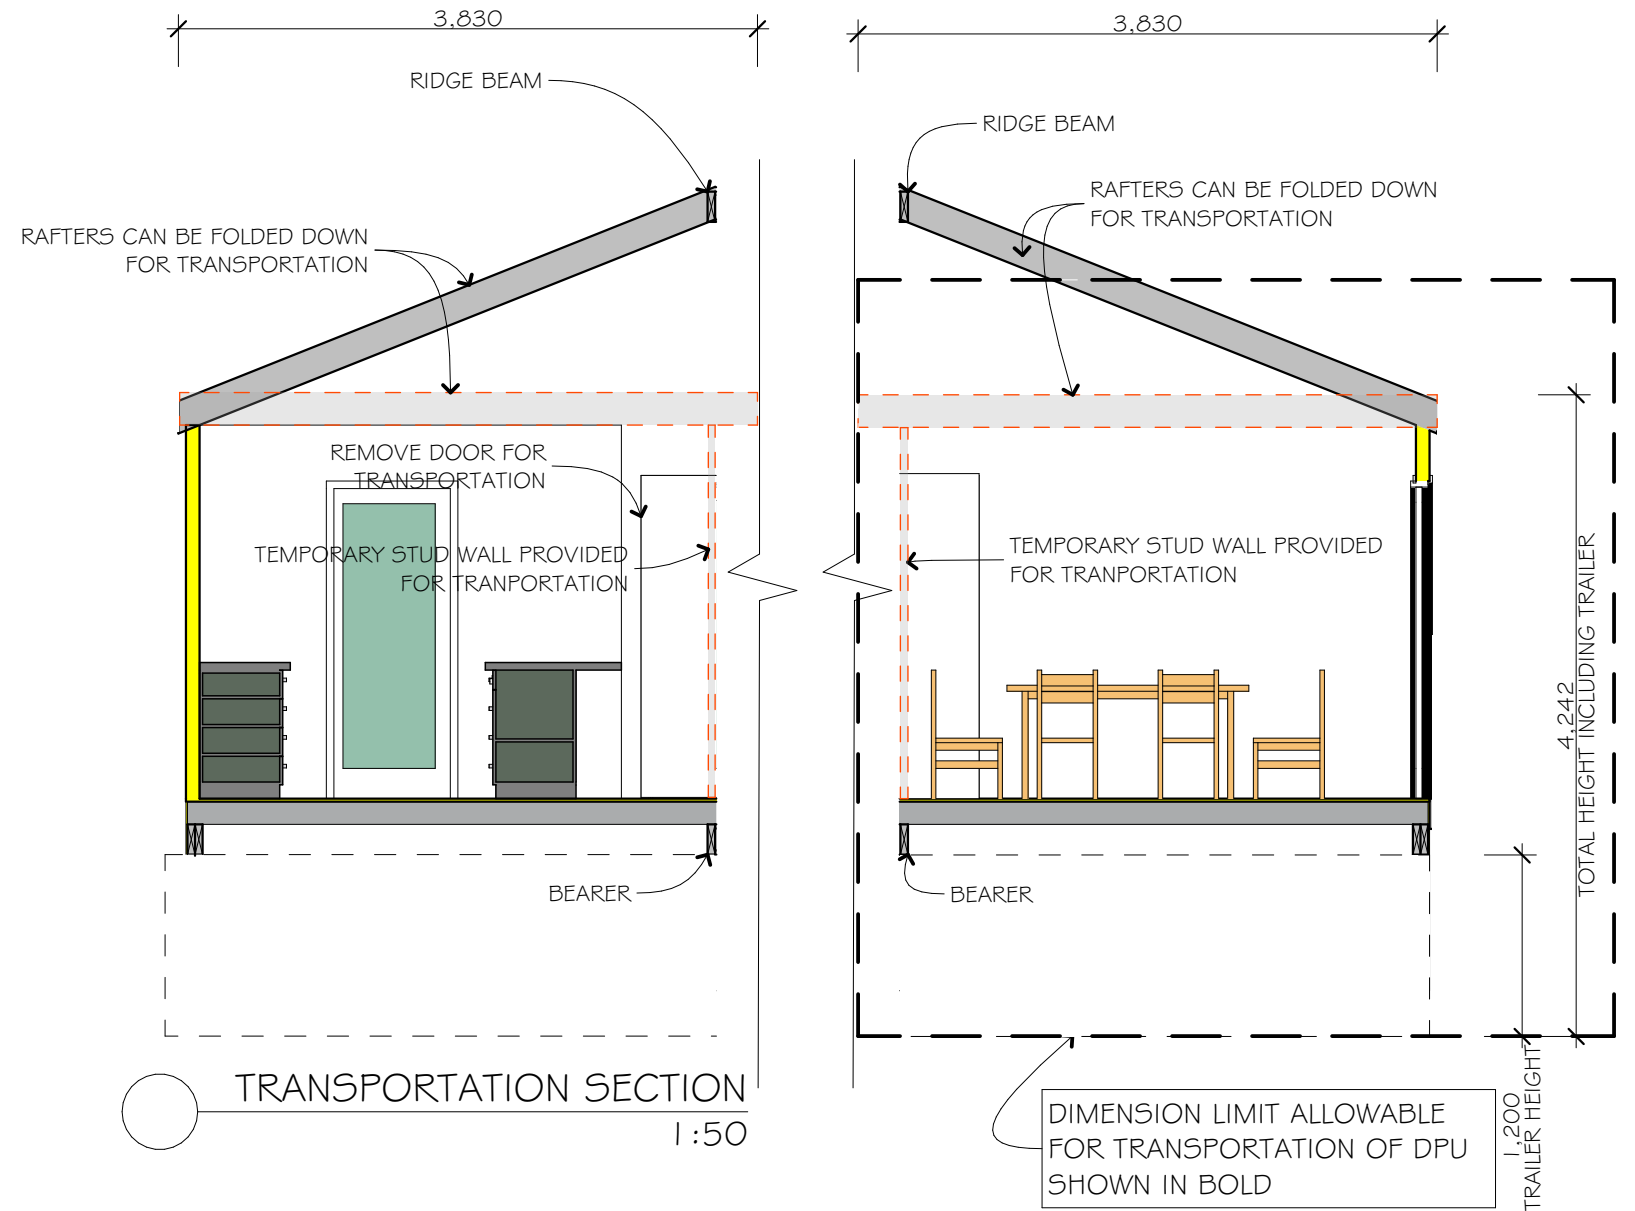 3,830
3,830
RIDGE BEAM
RIDGE BEAM
RAFTERS CAN BE FOLDED DOWN
FOR TRANSPORTATION
RAFTERS CAN BE FOLDED DOWN
FOR TRANSPORTATION
REMOVE DOOR FOR
TRANSPORTATION
TEMPORARY STUD WALL PROVIDED
FOR TRANPORTATION
TEMPORARY STUD WALL PROVIDED
FOR TRANPORTATION
4,242
TOTAL HEIGHT INCLUDING TRAILER
BEARER
BEARER
TRANSPORTATION SECTION
1:50
DIMENSION LIMIT ALLOWABLE
FOR TRANSPORTATION OF DPU
SHOWN IN BOLD
1,200
TRAILER HEIGHT